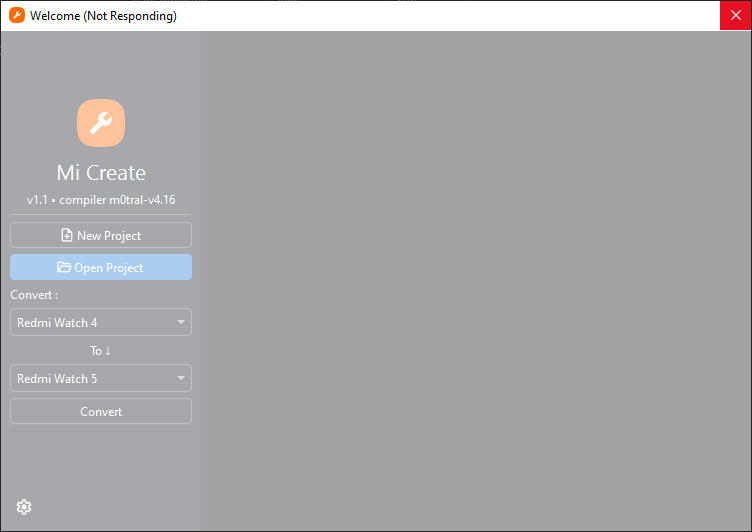 Welcome (Not Responding)
Mi Create
v1.1 • compiler m0tral-v4.16
New Project
Open Project
Convert :
Redmi Watch 4
To ↓
Redmi Watch 5
Convert